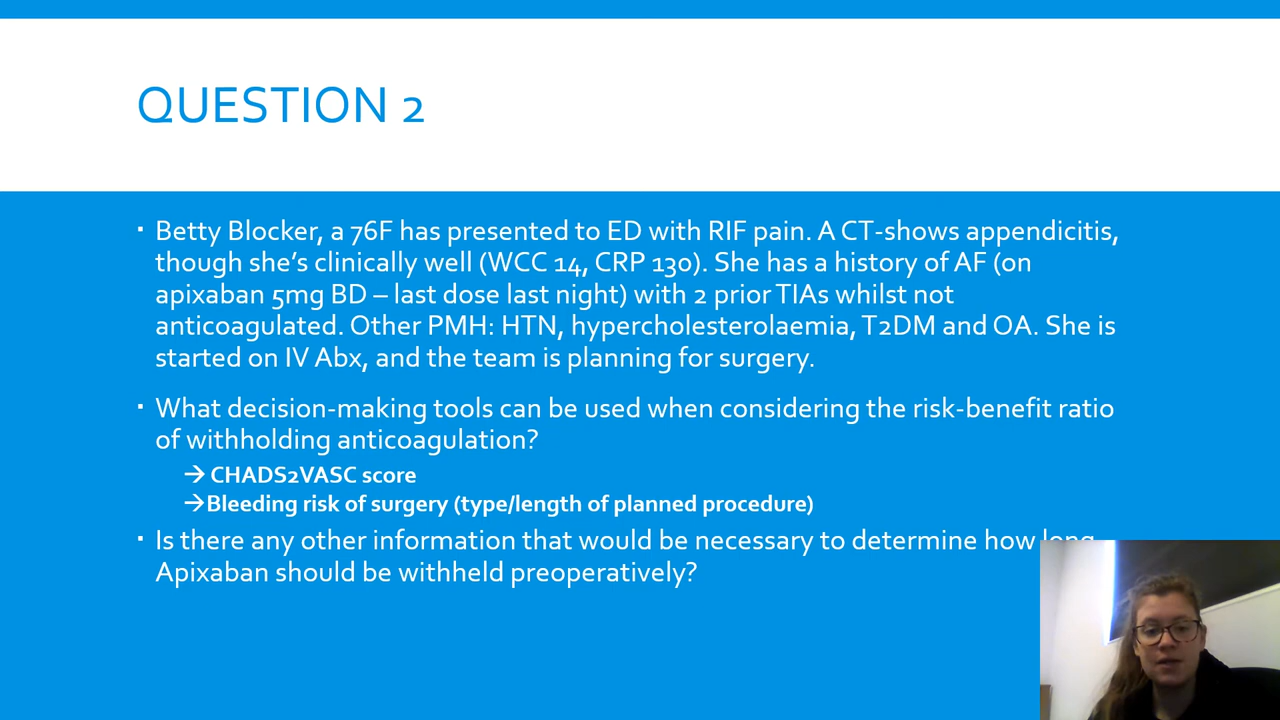 QUESTION 2
▪ Betty Blocker, a 76F has presented to ED with RIF pain. A CT-shows appendicitis,
though she's clinically well (WCC 14, CRP 130). She has a history of AF (on
apixaban 5mg BD – last dose last night) with 2 prior TIAs whilst not
anticoagulated. Other PMH: HTN, hypercholesterolaemia, T2DM and OA. She is
started on IV Abx, and the team is planning for surgery.
▪ What decision-making tools can be used when considering the risk-benefit ratio
of withholding anticoagulation?
→ CHADS2VASC score
→Bleeding risk of surgery (type/length of planned procedure)
▪ Is there any other information that would be necessary to determine how long
Apixaban should be withheld preoperatively?